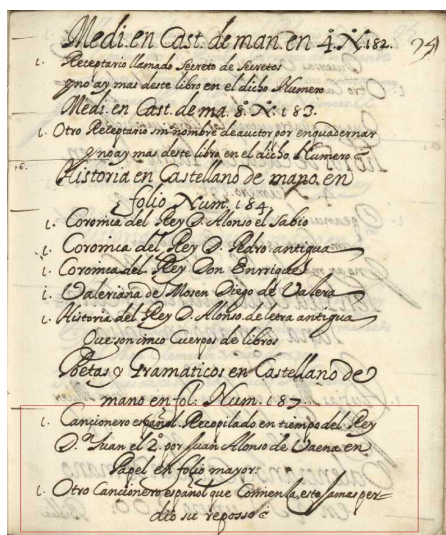 Medi. en Cast. de man. en 4. N. 182.
1. Receptario llamado Secreto de Secretos
y no ay mas deste libro en el dicho Numero
Medi. en Cast. de ma. 8. N. 183.
1. Otro Receptario sin nombre de auctor por enquadernar
y no ay mas deste libro en el dicho Numero
Historia en Castellano de mano en
folio Num. 184.
1. Coronica del Rey D. Alonso el Sabio
1. Coronica del Rey D. Pedro antigua
1. Coronica del Rey Don Enrrique
1. Valeriana de Mosen Diego de Valera
1. Historia del Rey D. Alonso de letra antigua
Que son cinco Cuerpos de libros
Poetas y Gramaticos en Castellano de
mano en fol. Num. 187
1. Cancionero español Recopilado en tiempo del Rey
D. Juan el 2º. por Juan Alonso de Vaena en
Papel en folio mayor.
1. Otro Cancionero español que Comienza, este jamas per-
dio su reposso